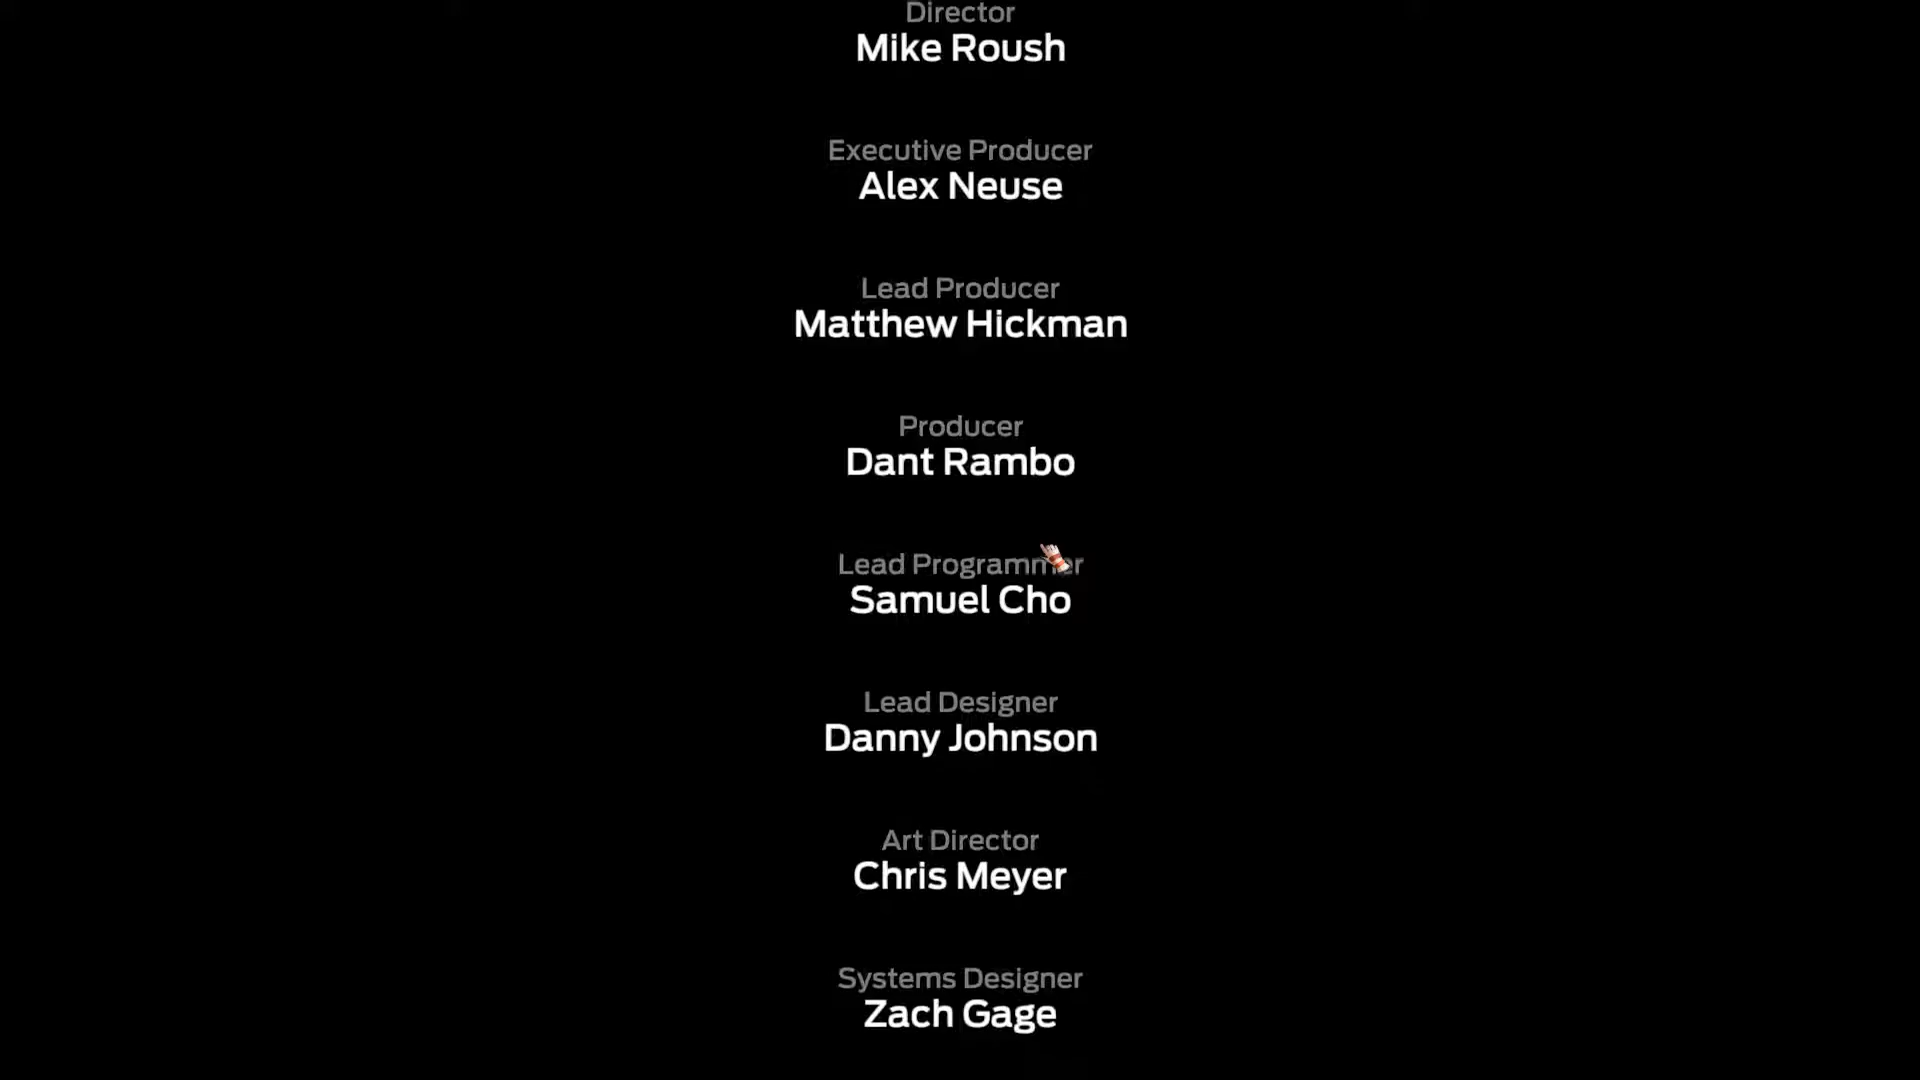 Director
Mike Roush
Executive Producer
Alex Neuse
Lead Producer
Matthew Hickman
Producer
Dant Rambo
Lead Programmer
Samuel Cho
Lead Designer
Danny Johnson
Art Director
Chris Meyer
Systems Designer
Zach Gage